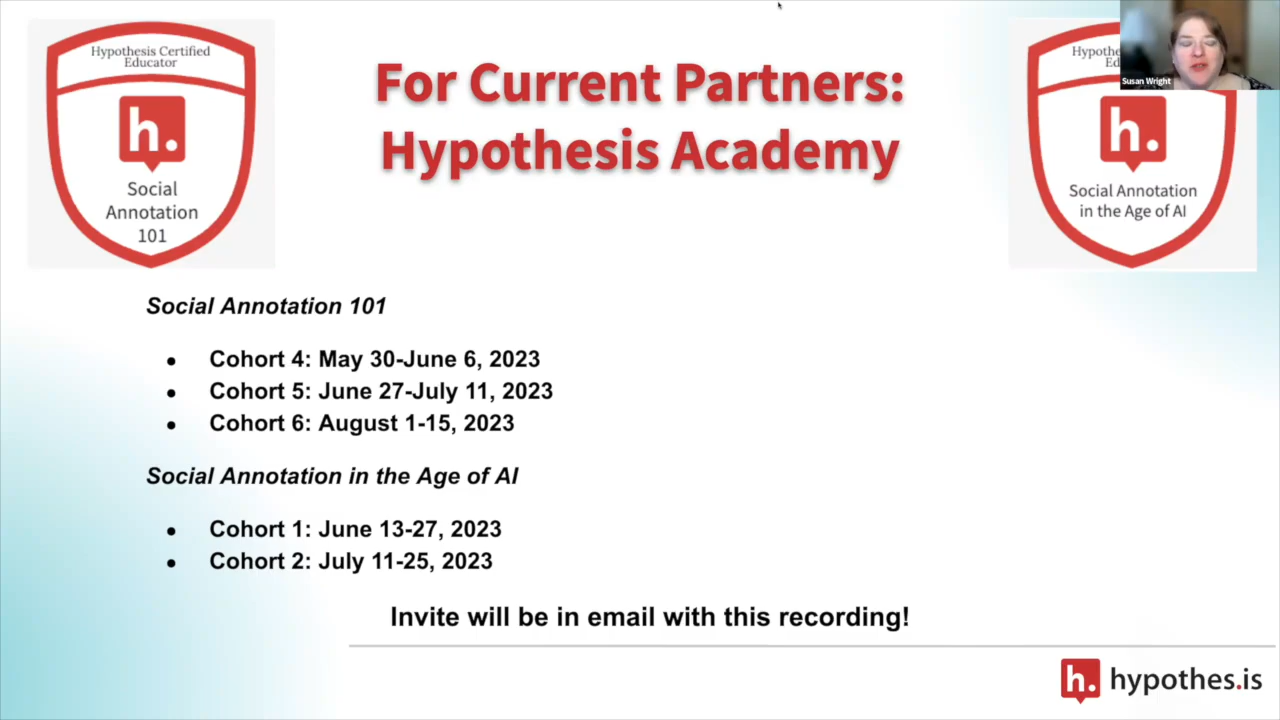 Hypothesis Certified
Educator
h.
Social
Annotation
101
For Current Partners:
Hypothesis Academy
Susan Wright
h.
Social Annotation
in the Age of AI
Social Annotation 101
• Cohort 4: May 30-June 6, 2023
• Cohort 5: June 27-July 11, 2023
• Cohort 6: August 1-15, 2023
Social Annotation in the Age of AI
• Cohort 1: June 13-27, 2023
• Cohort 2: July 11-25, 2023
Invite will be in email with this recording!
h. hypothes.is